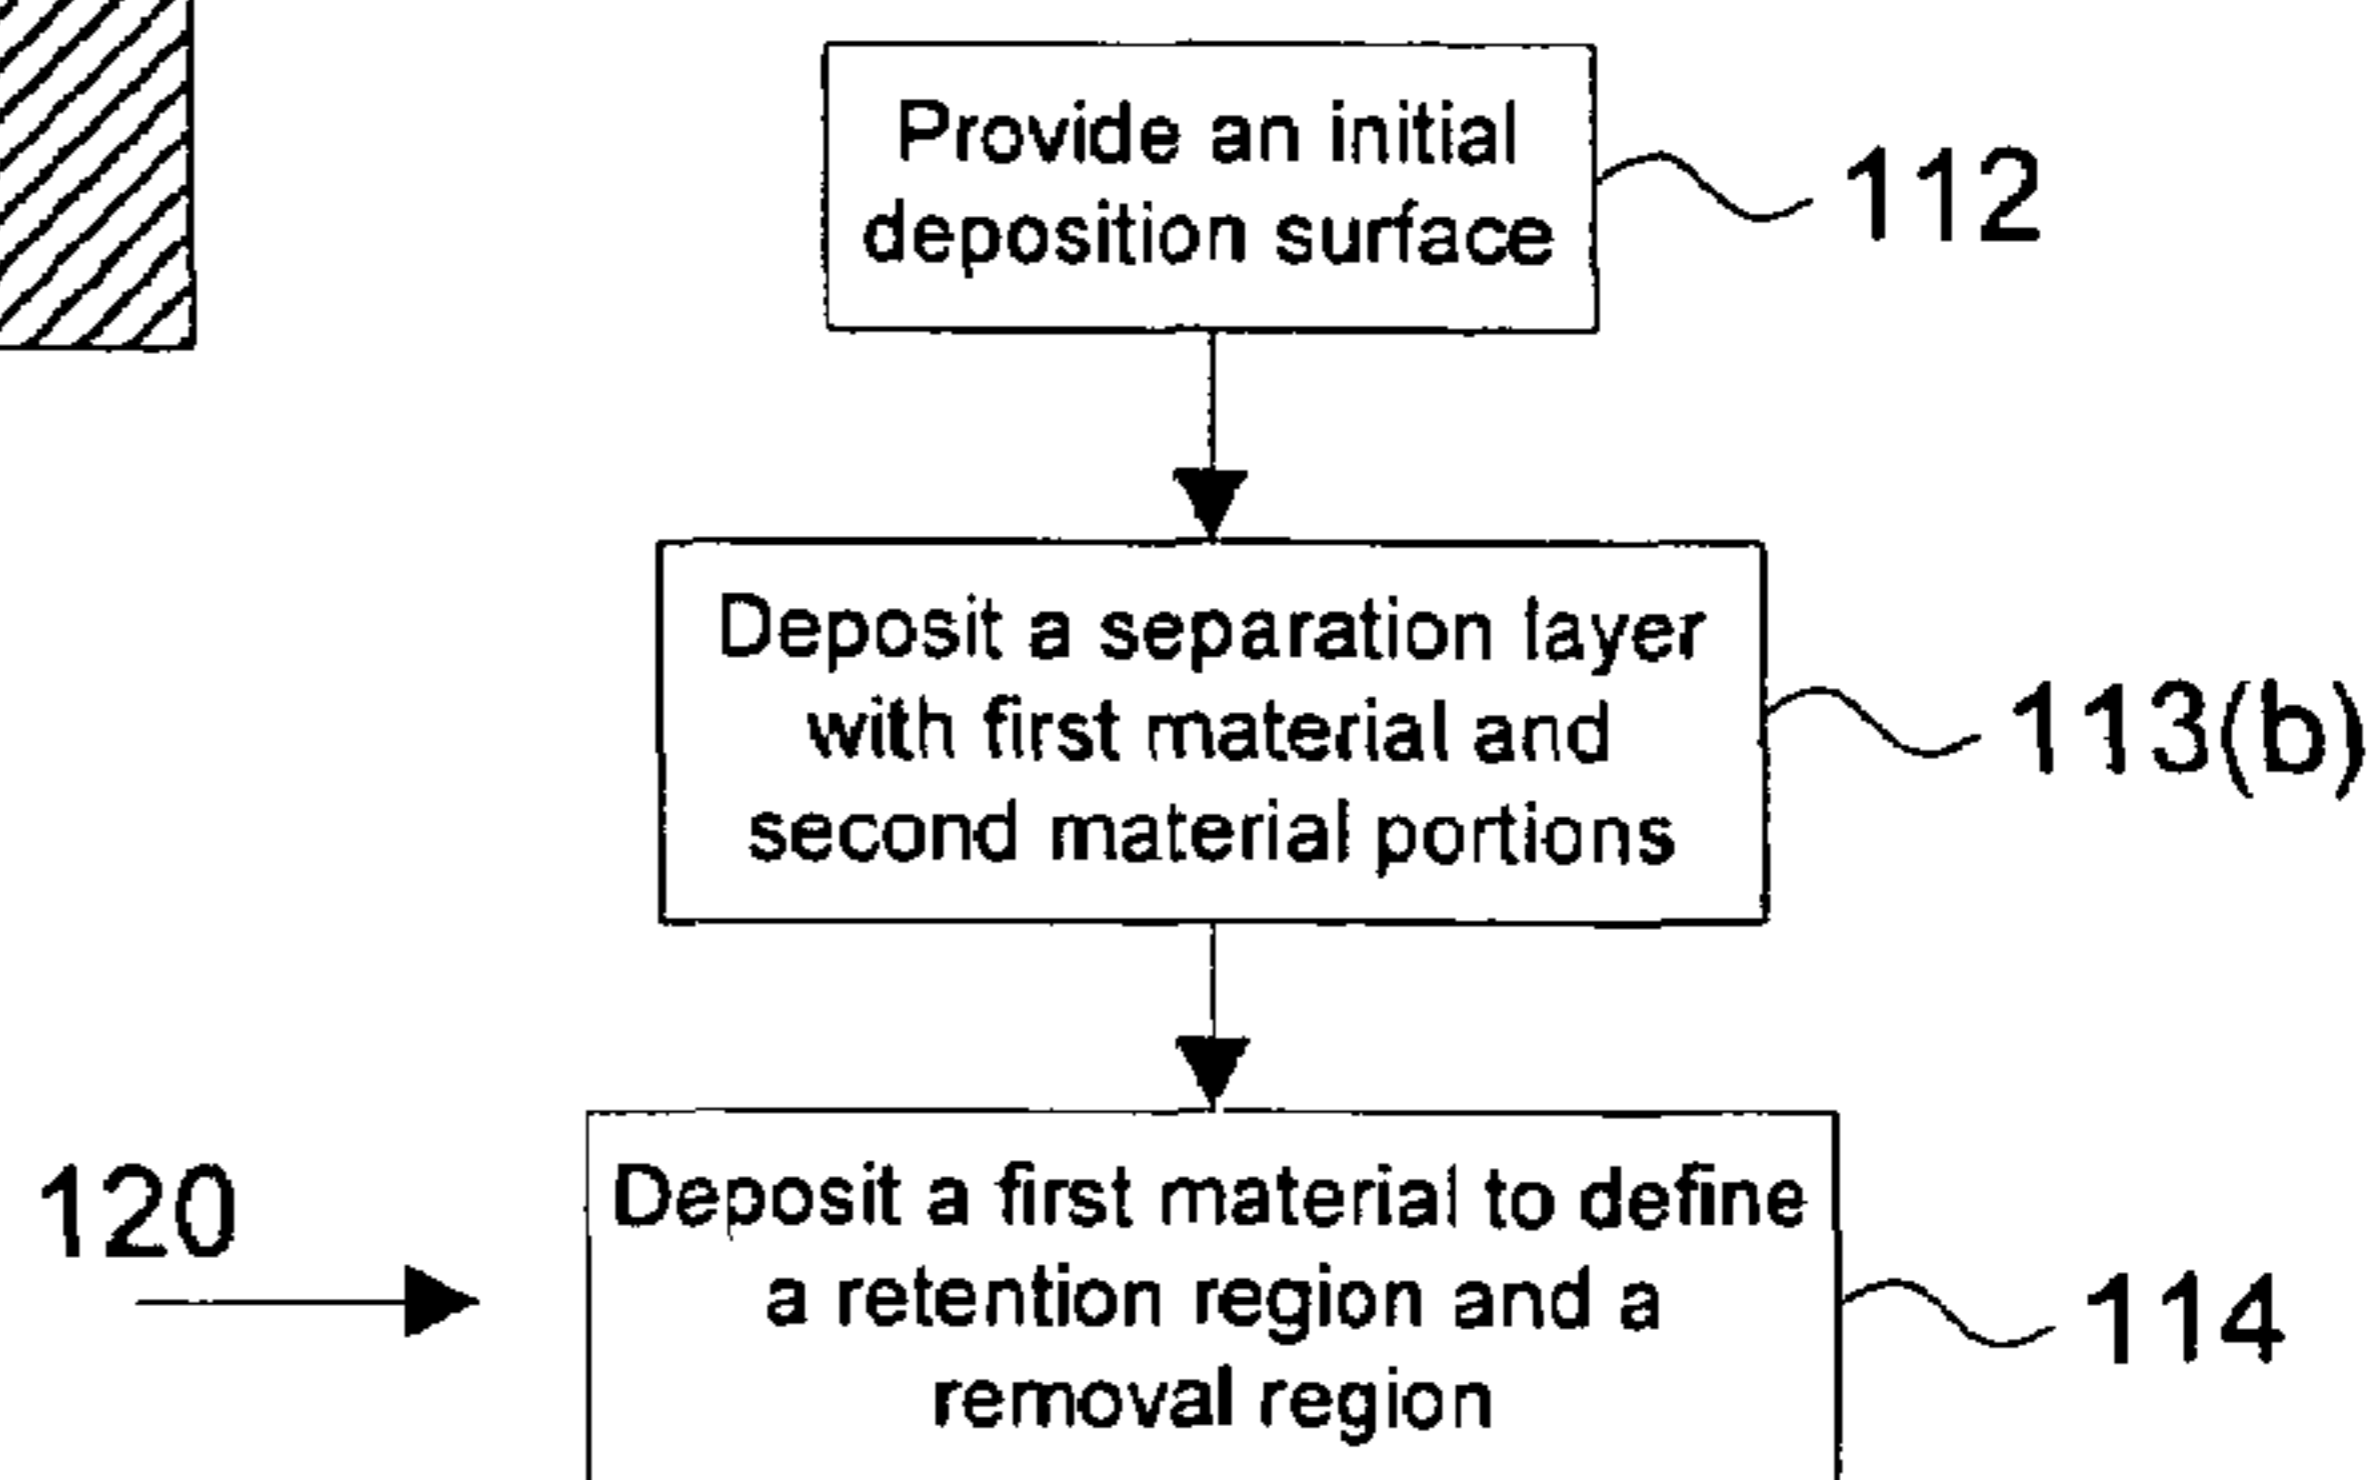 Provide an initial
deposition surface
112
Deposit a separation layer
with first material and
second material portions
113(b)
120
Deposit a first material to define
a retention region and a
removal region
114